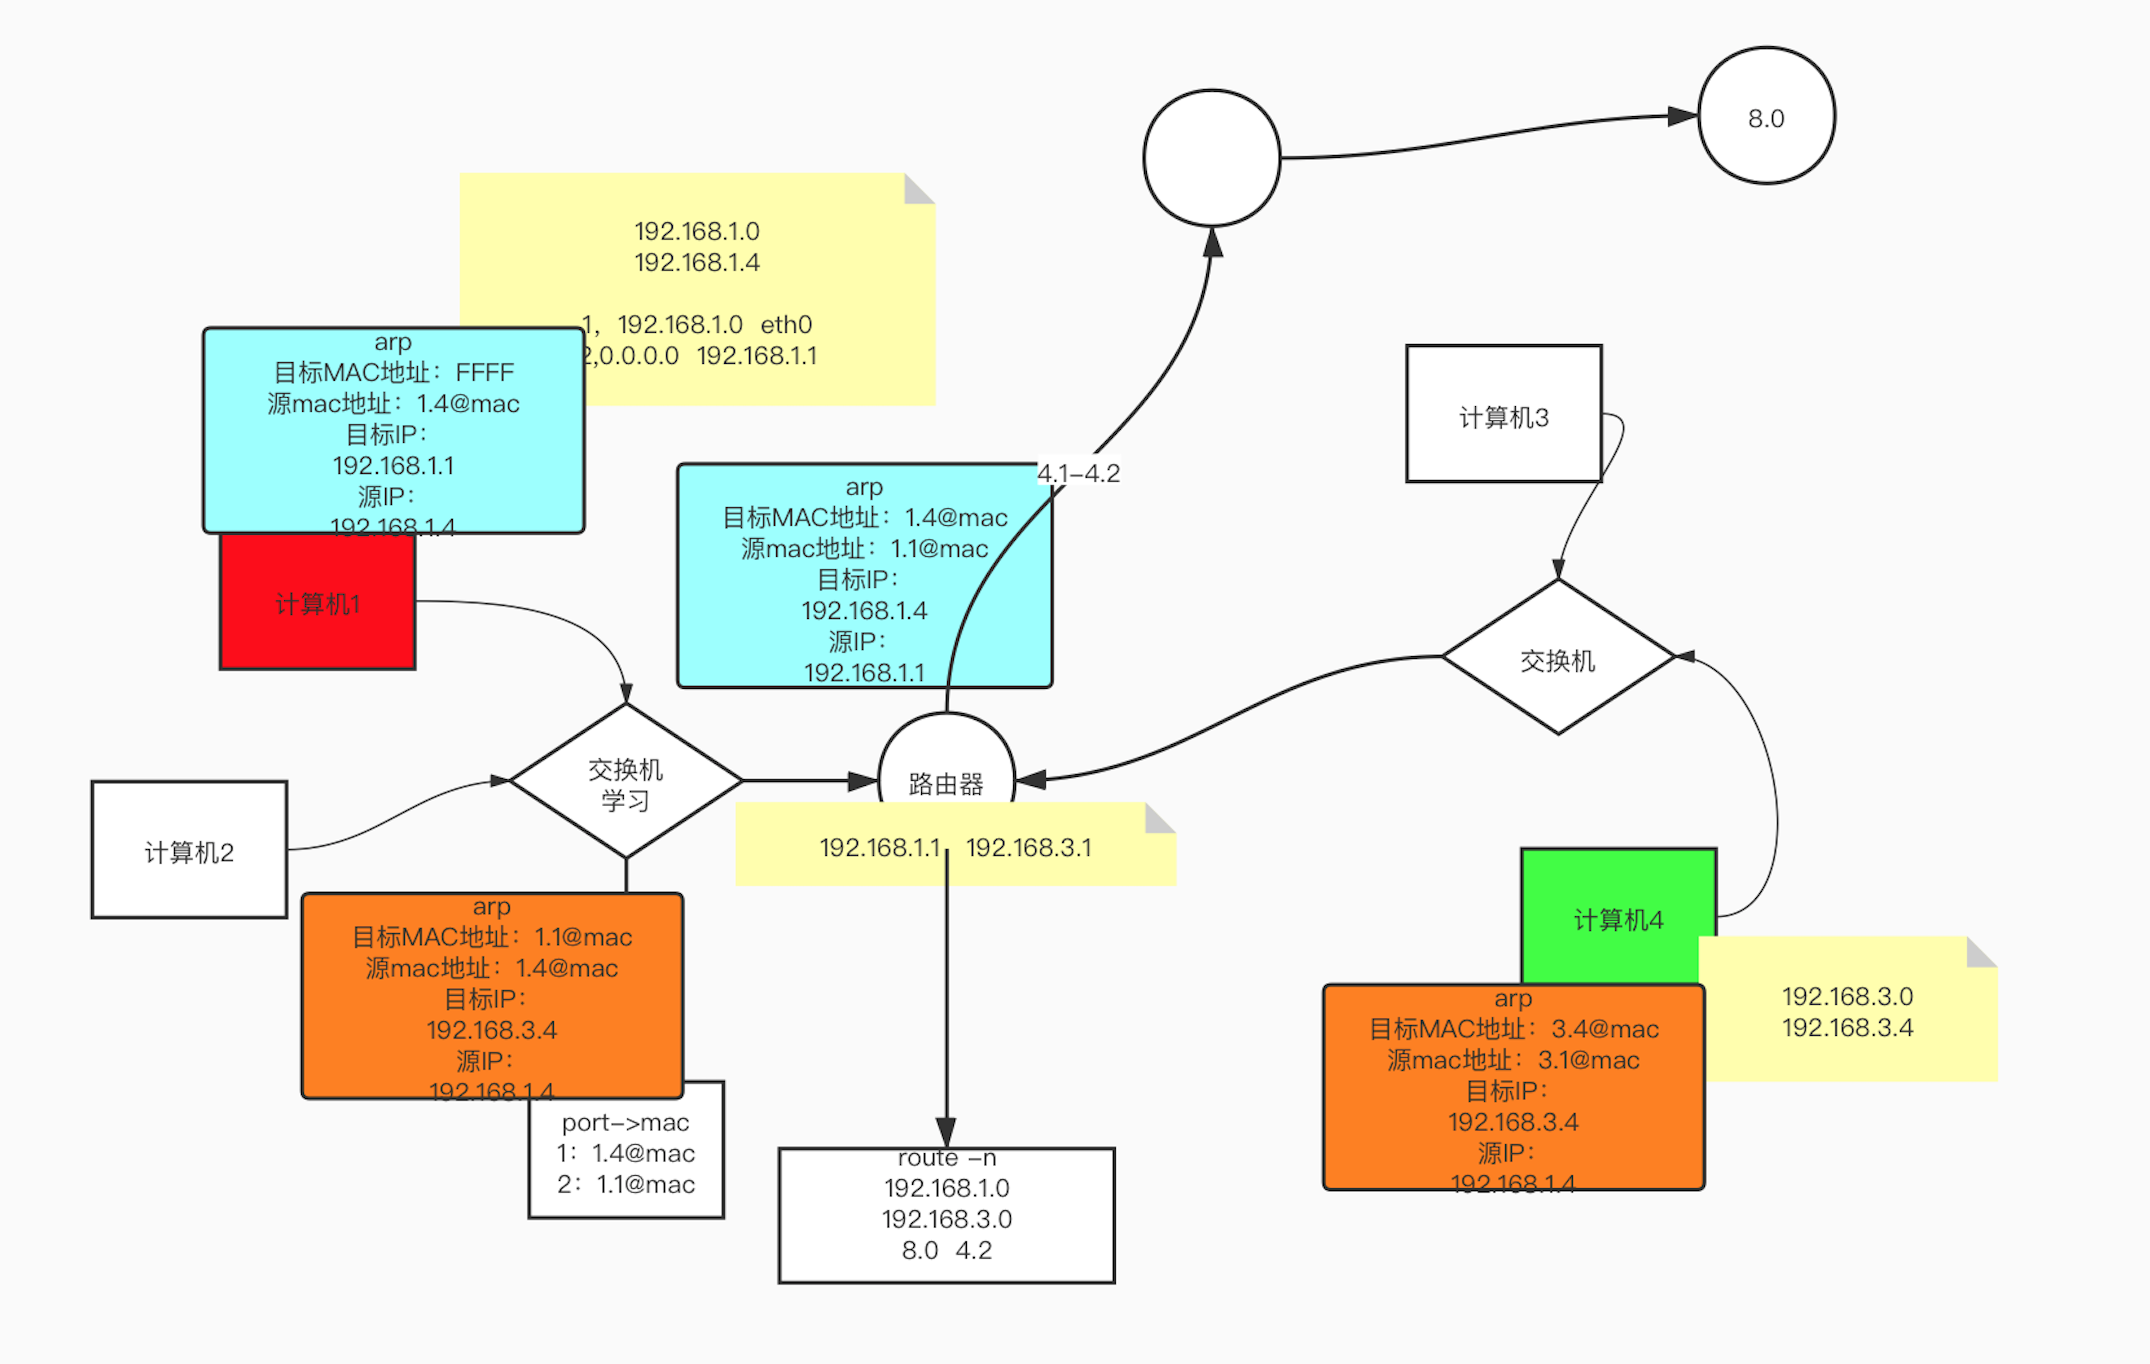 8.0
192.168.1.0
192.168.1.4
1，192.168.1.0 eth0
2,0.0.0.0 192.168.1.1
arp
目标MAC地址：FFFF
源mac地址：1.4@mac
目标IP：
192.168.1.1
源IP：
192.168.1.4
计算机1
4.1-4.2
arp
目标MAC地址：1.4@mac
源mac地址：1.1@mac
目标IP：
192.168.1.4
源IP：
192.168.1.1
计算机3
交换机
交换机
学习
路由器
192.168.1.1 192.168.3.1
计算机2
arp
目标MAC地址：1.1@mac
源mac地址：1.4@mac
目标IP：
192.168.3.4
源IP：
192.168.1.4
port->mac
1：1.4@mac
2：1.1@mac
route -n
192.168.1.0
192.168.3.0
8.0 4.2
计算机4
192.168.3.0
192.168.3.4
arp
目标MAC地址：3.4@mac
源mac地址：3.1@mac
目标IP：
192.168.3.4
源IP：
192.168.1.4